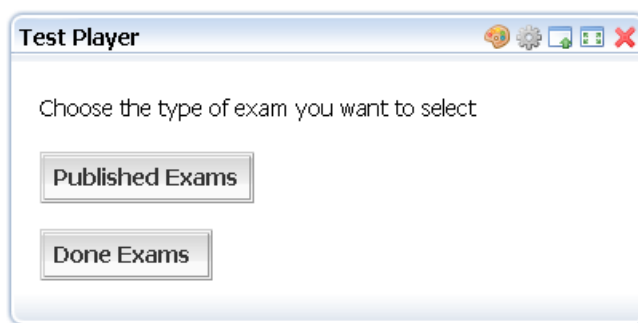 Test Player
Choose the type of exam you want to select
Published Exams
Done Exams